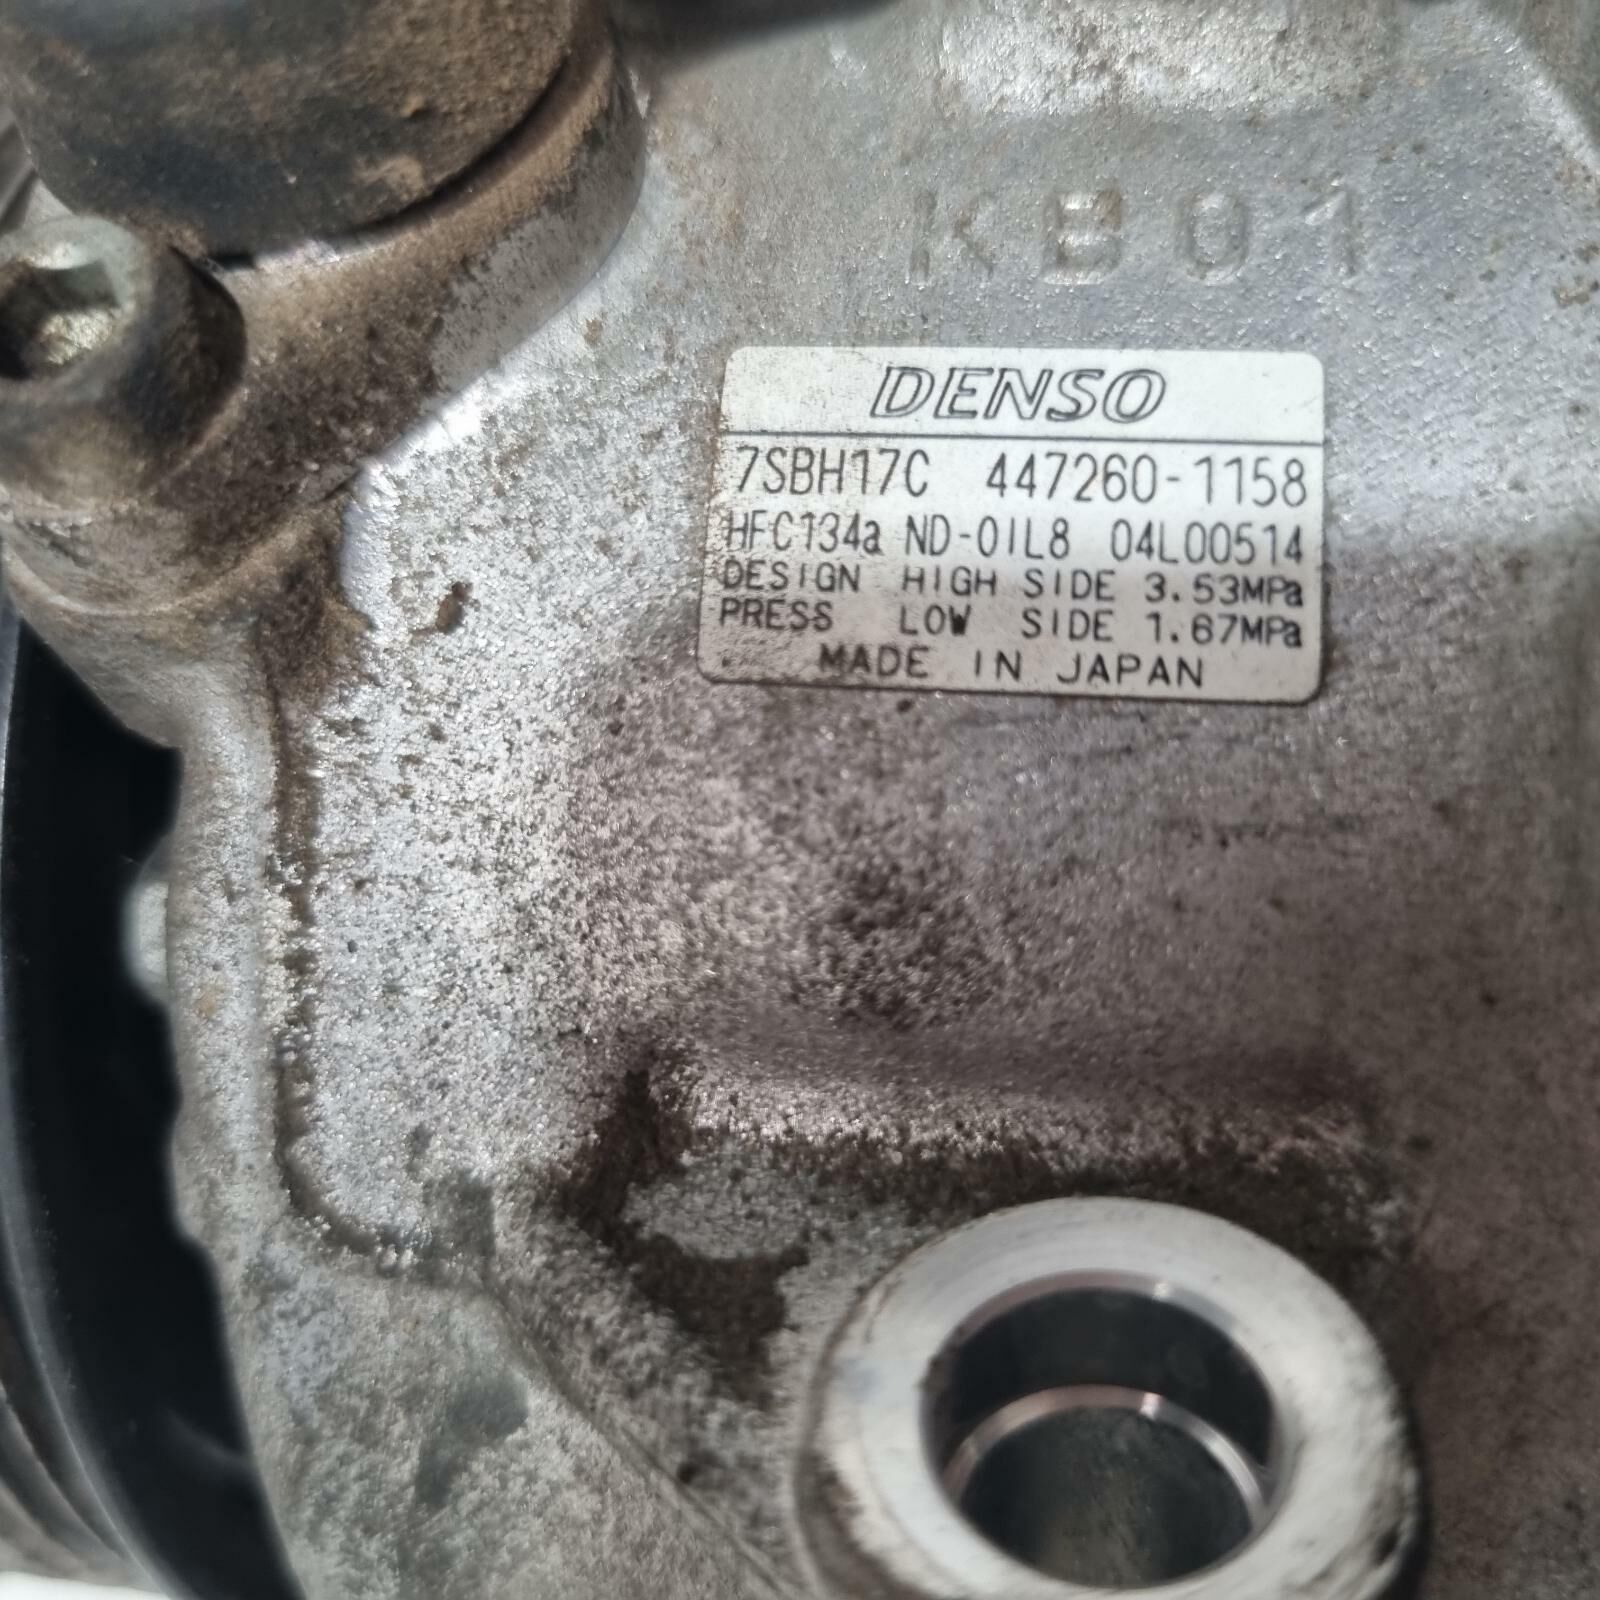 KB01
DENSO
7SBH17C 447260-1158
HFC134a ND-OIL8 04L00514
DESIGN HIGH SIDE 3.53MPa
PRESS LOW SIDE 1.67MPa
MADE IN JAPAN